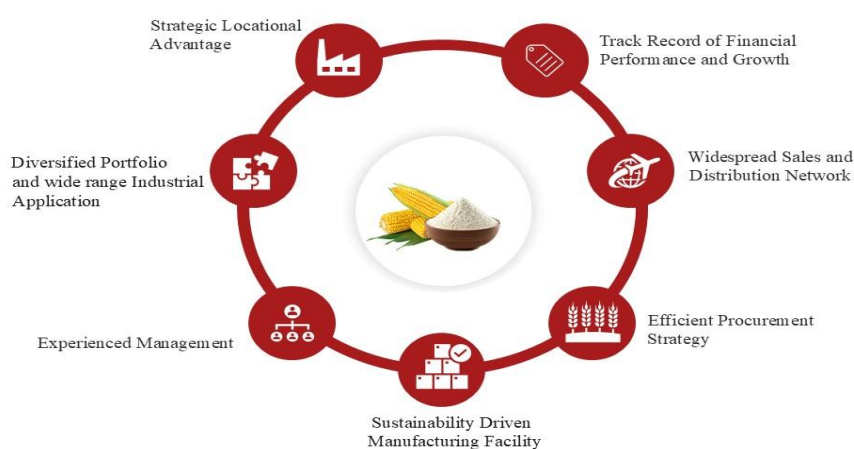 Strategic Locational
Advantage
Track Record of Financial
Performance and Growth
Diversified Portfolio
and wide range Industrial
Application
Widespread Sales and
Distribution Network
Experienced Management
Efficient Procurement
Strategy
Sustainability Driven
Manufacturing Facility